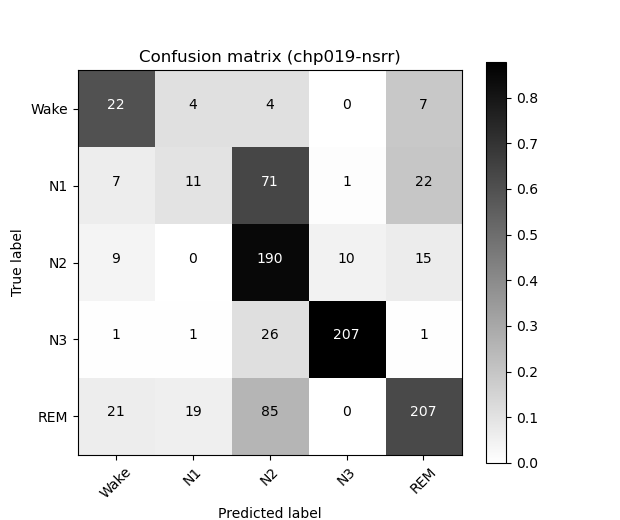 Confusion matrix (chp019-nsrr)
Wake 22 4 4 0 7
N1 7 11 71 1 22
N2 9 0 190 10 15
N3 1 1 26 207 1
REM 21 19 85 0 207
Wake N1 N2 N3 REM
Predicted label
True label
0.8
0.7
0.6
0.5
0.4
0.3
0.2
0.1
0.0